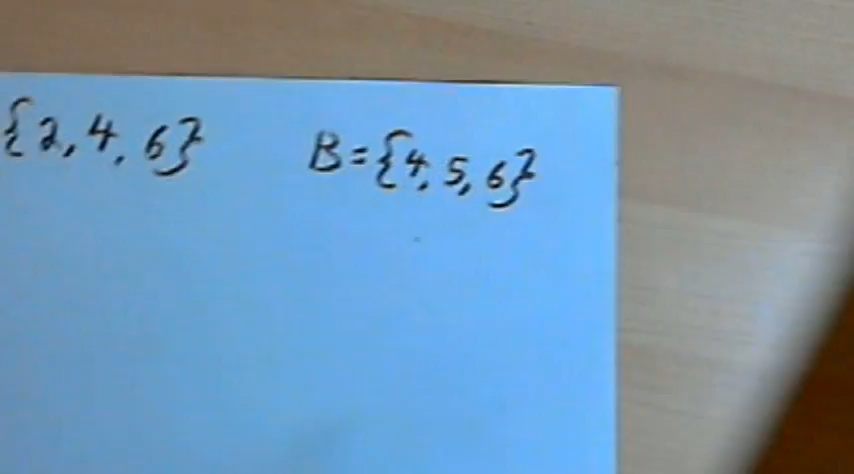 {2, 4, 6} B={4, 5, 6}